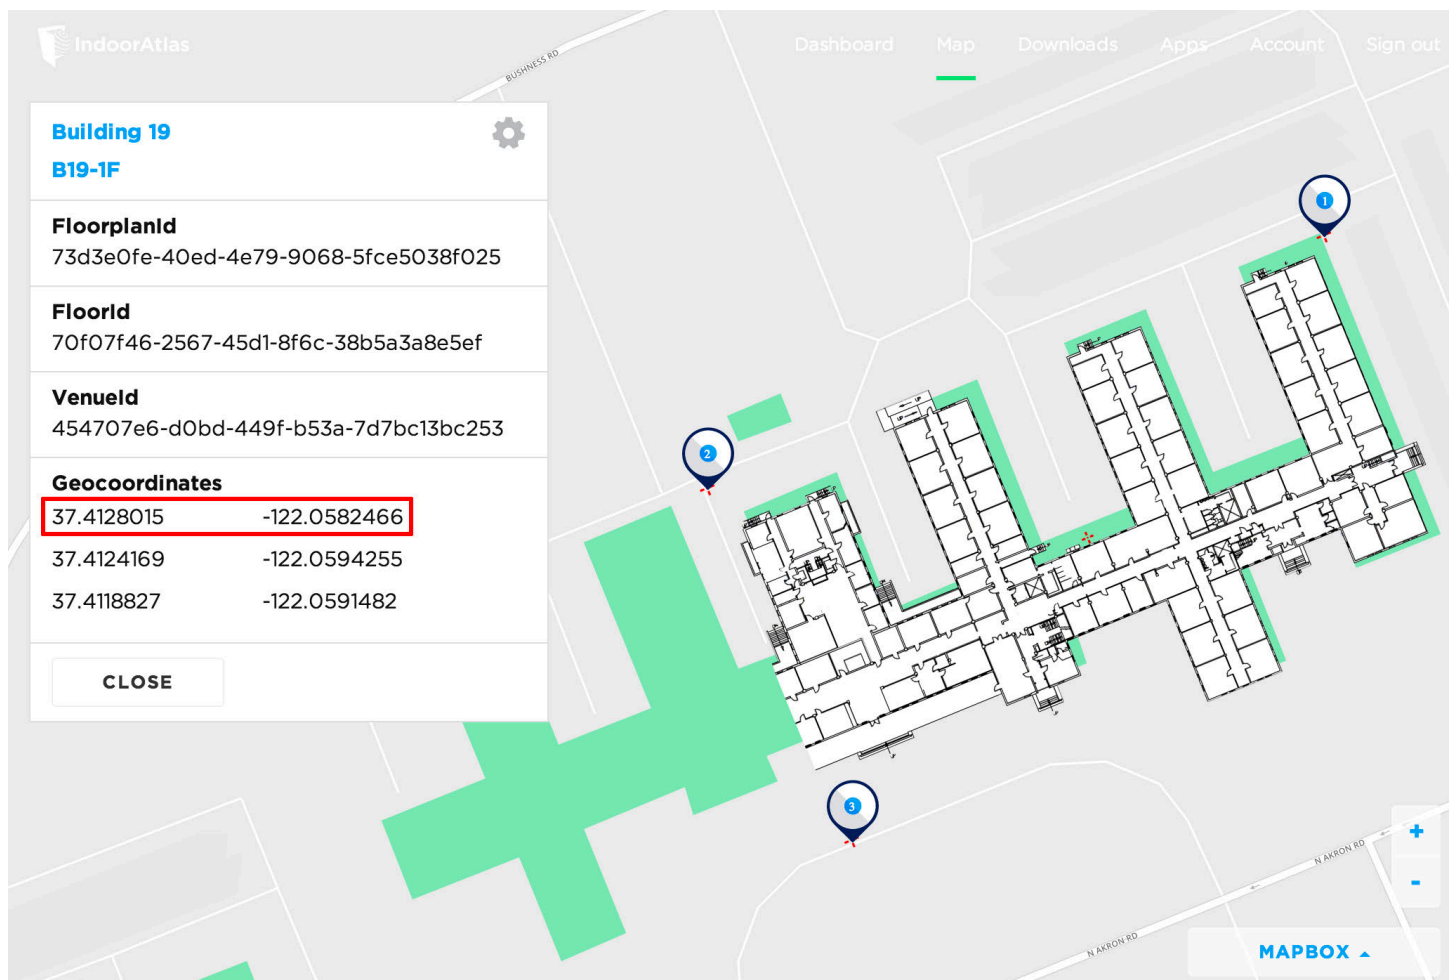 IndoorAtlas
Dashboard Map Downloads Apps Account Sign out
BUSHNESS RD
Building 19
B19-1F
FloorplanId
73d3e0fe-40ed-4e79-9068-5fce5038f025
FloorId
70f07f46-2567-45d1-8f6c-38b5a3a8e5ef
VenueId
454707e6-d0bd-449f-b53a-7d7bc13bc253
Geocoordinates
37.4128015 -122.0582466
37.4124169 -122.0594255
37.4118827 -122.0591482
CLOSE
1
2
3
UP
UP
+
-
N AKRON RD
N AKRON RD
MAPBOX